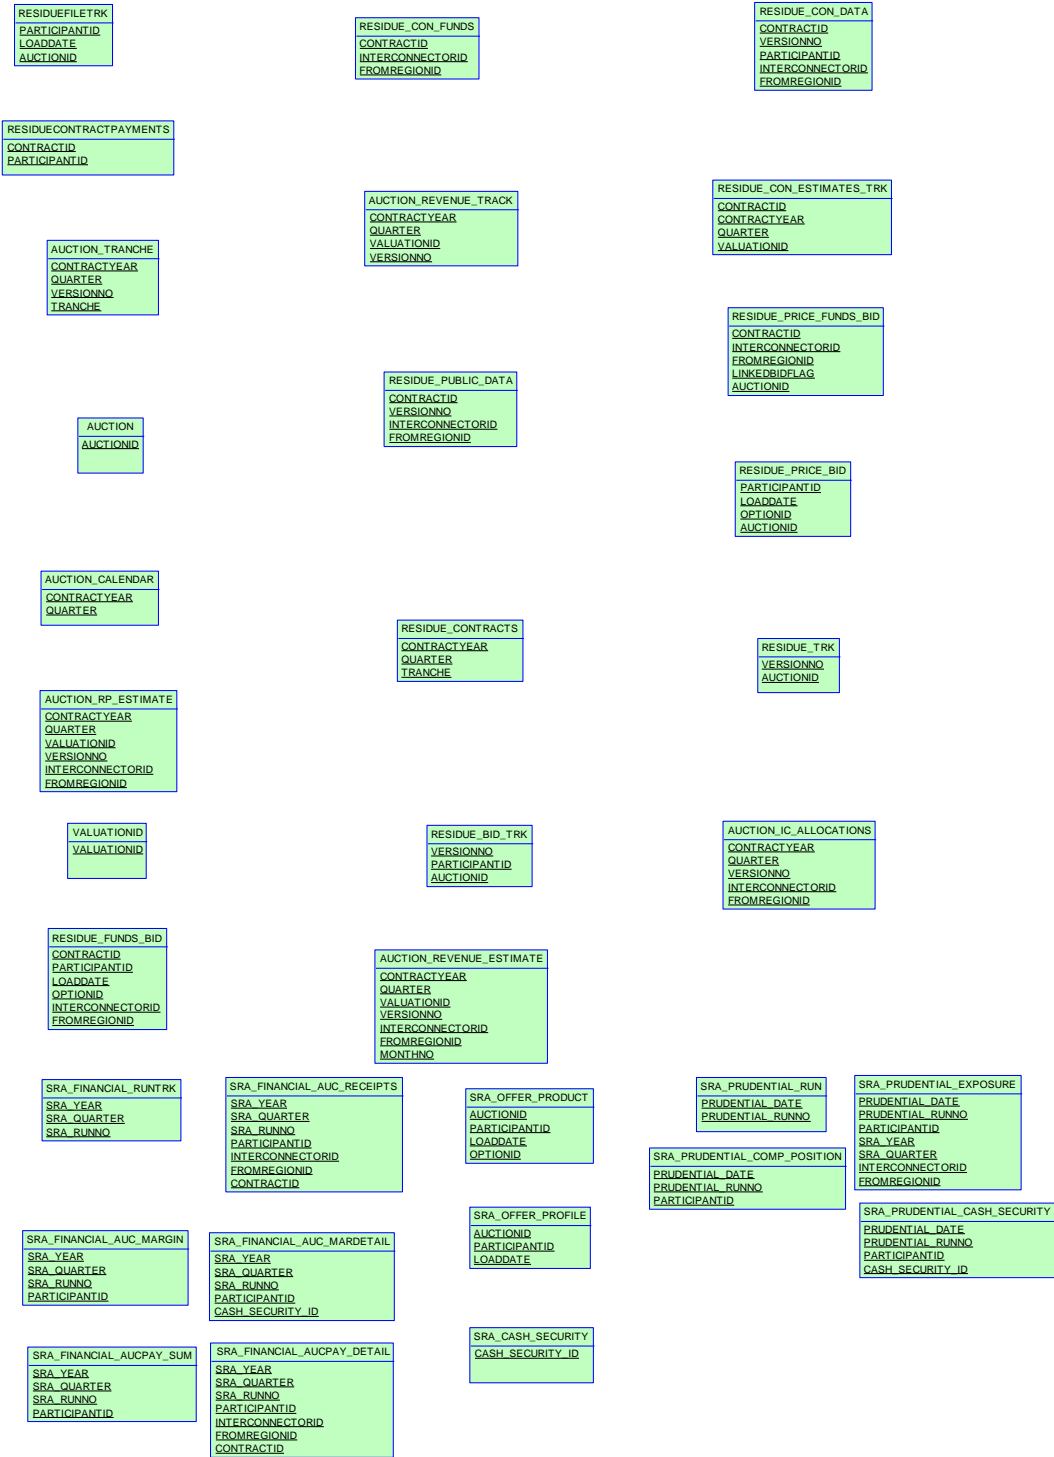 RESIDUEFILETRK
PARTICIPANTID
LOADDATE
AUCTIONID
RESIDUE_CON_FUNDS
CONTRACTID
INTERCONNECTORID
FROMREGIONID
RESIDUE_CON_DATA
CONTRACTID
VERSIONNO
PARTICIPANTID
INTERCONNECTORID
FROMREGIONID
RESIDUECONTRACTPAYMENTS
CONTRACTID
PARTICIPANTID
AUCTION_REVENUE_TRACK
CONTRACTYEAR
QUARTER
VALUATIONID
VERSIONNO
RESIDUE_CON_ESTIMATES_TRK
CONTRACTID
CONTRACTYEAR
QUARTER
VALUATIONID
AUCTION_TRANCHE
CONTRACTYEAR
QUARTER
VERSIONNO
TRANCHE
RESIDUE_PRICE_FUNDS_BID
CONTRACTID
INTERCONNECTORID
FROMREGIONID
LINKEDBIDFLAG
AUCTIONID
RESIDUE_PUBLIC_DATA
CONTRACTID
VERSIONNO
INTERCONNECTORID
FROMREGIONID
AUCTION
AUCTIONID
RESIDUE_PRICE_BID
PARTICIPANTID
LOADDATE
OPTIONID
AUCTIONID
AUCTION_CALENDAR
CONTRACTYEAR
QUARTER
RESIDUE_CONTRACTS
CONTRACTYEAR
QUARTER
TRANCHE
RESIDUE_TRK
VERSIONNO
AUCTIONID
AUCTION_RP_ESTIMATE
CONTRACTYEAR
QUARTER
VALUATIONID
VERSIONNO
INTERCONNECTORID
FROMREGIONID
VALUATIONID
VALUATIONID
RESIDUE_BID_TRK
VERSIONNO
PARTICIPANTID
AUCTIONID
AUCTION_IC_ALLOCATIONS
CONTRACTYEAR
QUARTER
VERSIONNO
INTERCONNECTORID
FROMREGIONID
RESIDUE_FUNDS_BID
CONTRACTID
PARTICIPANTID
LOADDATE
OPTIONID
INTERCONNECTORID
FROMREGIONID
AUCTION_REVENUE_ESTIMATE
CONTRACTYEAR
QUARTER
VALUATIONID
VERSIONNO
INTERCONNECTORID
FROMREGIONID
MONTHNO
SRA_FINANCIAL_RUNTRK
SRA_YEAR
SRA_QUARTER
SRA_RUNNO
SRA_FINANCIAL_AUC_RECEIPTS
SRA_YEAR
SRA_QUARTER
SRA_RUNNO
PARTICIPANTID
INTERCONNECTORID
FROMREGIONID
CONTRACTID
SRA_OFFER_PRODUCT
AUCTIONID
PARTICIPANTID
LOADDATE
OPTIONID
SRA_PRUDENTIAL_RUN
PRUDENTIAL_DATE
PRUDENTIAL_RUNNO
SRA_PRUDENTIAL_EXPOSURE
PRUDENTIAL_DATE
PRUDENTIAL_RUNNO
PARTICIPANTID
SRA_YEAR
SRA_QUARTER
INTERCONNECTORID
FROMREGIONID
SRA_PRUDENTIAL_COMP_POSITION
PRUDENTIAL_DATE
PRUDENTIAL_RUNNO
PARTICIPANTID
SRA_OFFER_PROFILE
AUCTIONID
PARTICIPANTID
LOADDATE
SRA_PRUDENTIAL_CASH_SECURITY
PRUDENTIAL_DATE
PRUDENTIAL_RUNNO
PARTICIPANTID
CASH_SECURITY_ID
SRA_FINANCIAL_AUC_MARGIN
SRA_YEAR
SRA_QUARTER
SRA_RUNNO
PARTICIPANTID
SRA_FINANCIAL_AUC_MARDETAIL
SRA_YEAR
SRA_QUARTER
SRA_RUNNO
PARTICIPANTID
CASH_SECURITY_ID
SRA_CASH_SECURITY
CASH_SECURITY_ID
SRA_FINANCIAL_AUCPAY_SUM
SRA_YEAR
SRA_QUARTER
SRA_RUNNO
PARTICIPANTID
SRA_FINANCIAL_AUCPAY_DETAIL
SRA_YEAR
SRA_QUARTER
SRA_RUNNO
PARTICIPANTID
INTERCONNECTORID
FROMREGIONID
CONTRACTID